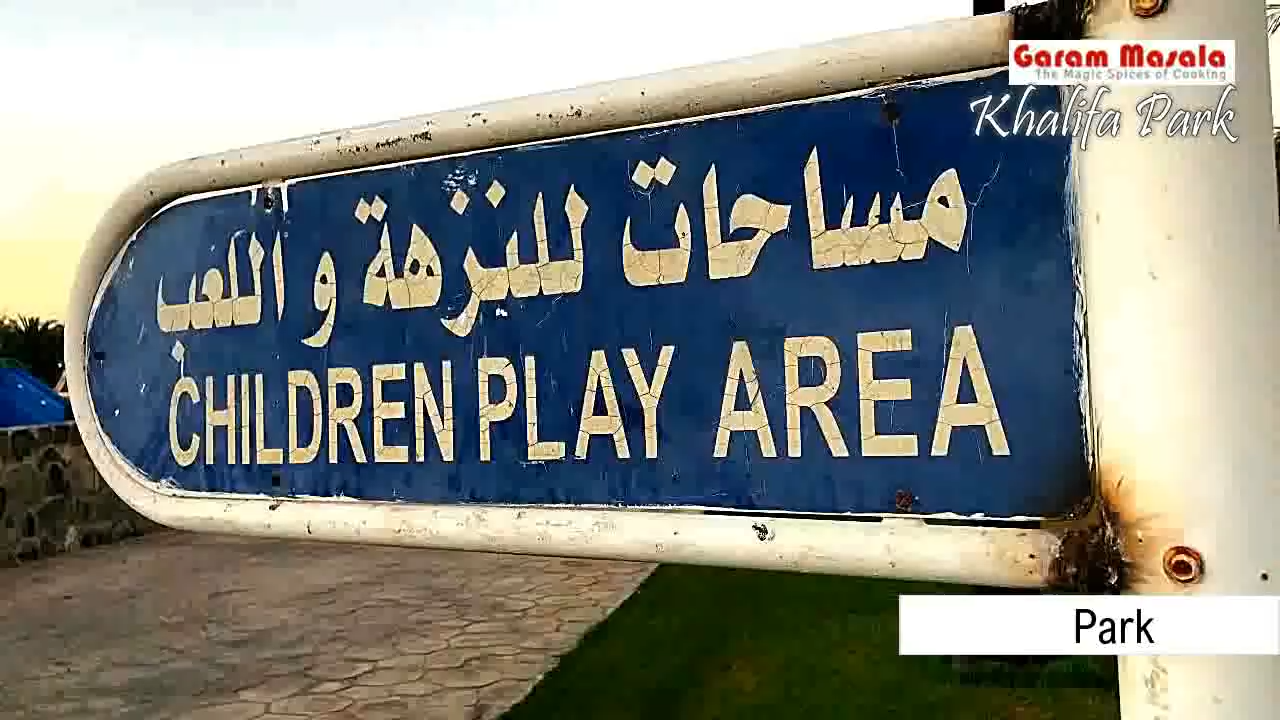 Garam Masala
The Magic Spices of Cooking
Khalifa Park
مساحات للنزهة و اللعب
CHILDREN PLAY AREA
Park